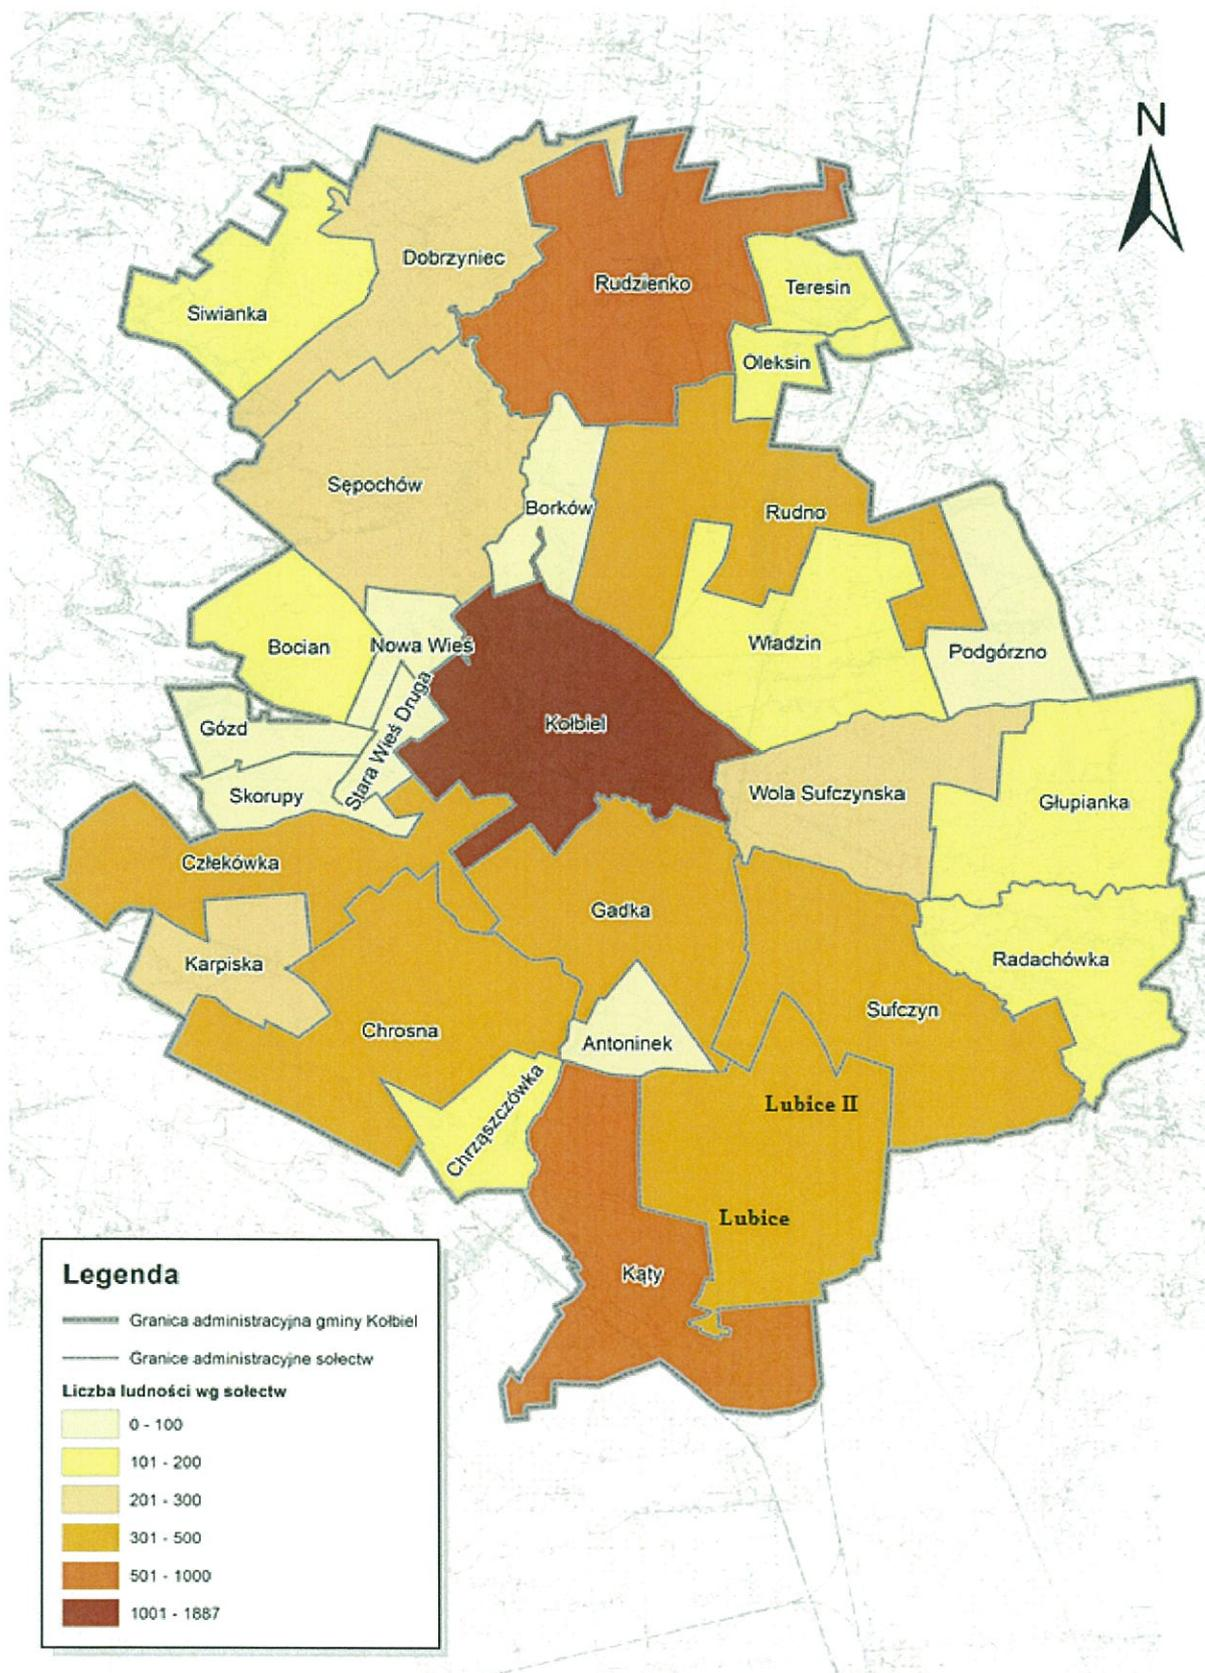 N
Dobrzyniec
Rudzienko
Teresin
Siwianka
Oleksin
Sępochów
Borków
Rudno
Bocian
Nowa Wieś
Władzin
Podgórzno
Stara Wieś Druga
Gózd
Kołbiel
Skorupy
Wola Sufczynska
Głupianka
Człekówka
Gadka
Karpiska
Radachówka
Chrosna
Sufczyn
Antoninek
Chrząszczówka
Lubice II
Lubice
Kąty
Legenda
Granica administracyjna gminy Kołbiel
Granice administracyjne sołectw
Liczba ludności wg sołectw
0 - 100
101 - 200
201 - 300
301 - 500
501 - 1000
1001 - 1887